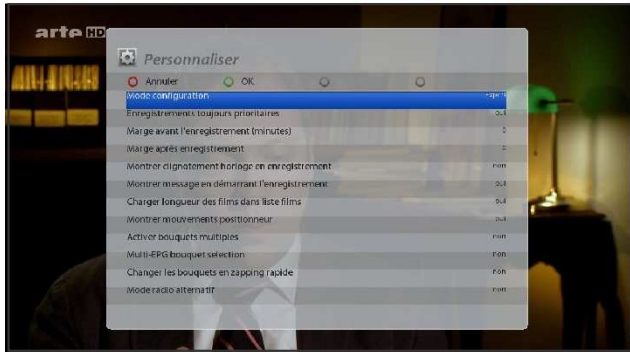 arte HD
Personnaliser
Annuler OK
Mode configuration
Enregistrements toujours prioritaires oui
Marge avant l'enregistrement (minutes)
Marge après enregistrement
Montrer clignotement horloge en enregistrement non
Montrer message en démarrant l'enregistrement oui
Charger longueur des films dans liste films oui
Montrer mouvements positionneur oui
Activer bouquets multiples non
Multi-EPG bouquet selection non
Changer les bouquets en zapping rapide non
Mode radio alternatif non